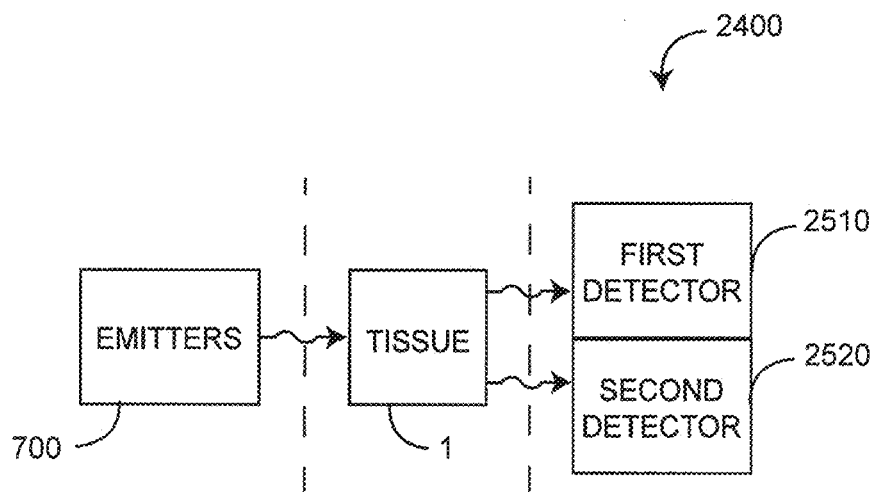 2400
2510
FIRST
DETECTOR
EMITTERS
TISSUE
2520
SECOND
DETECTOR
700
1